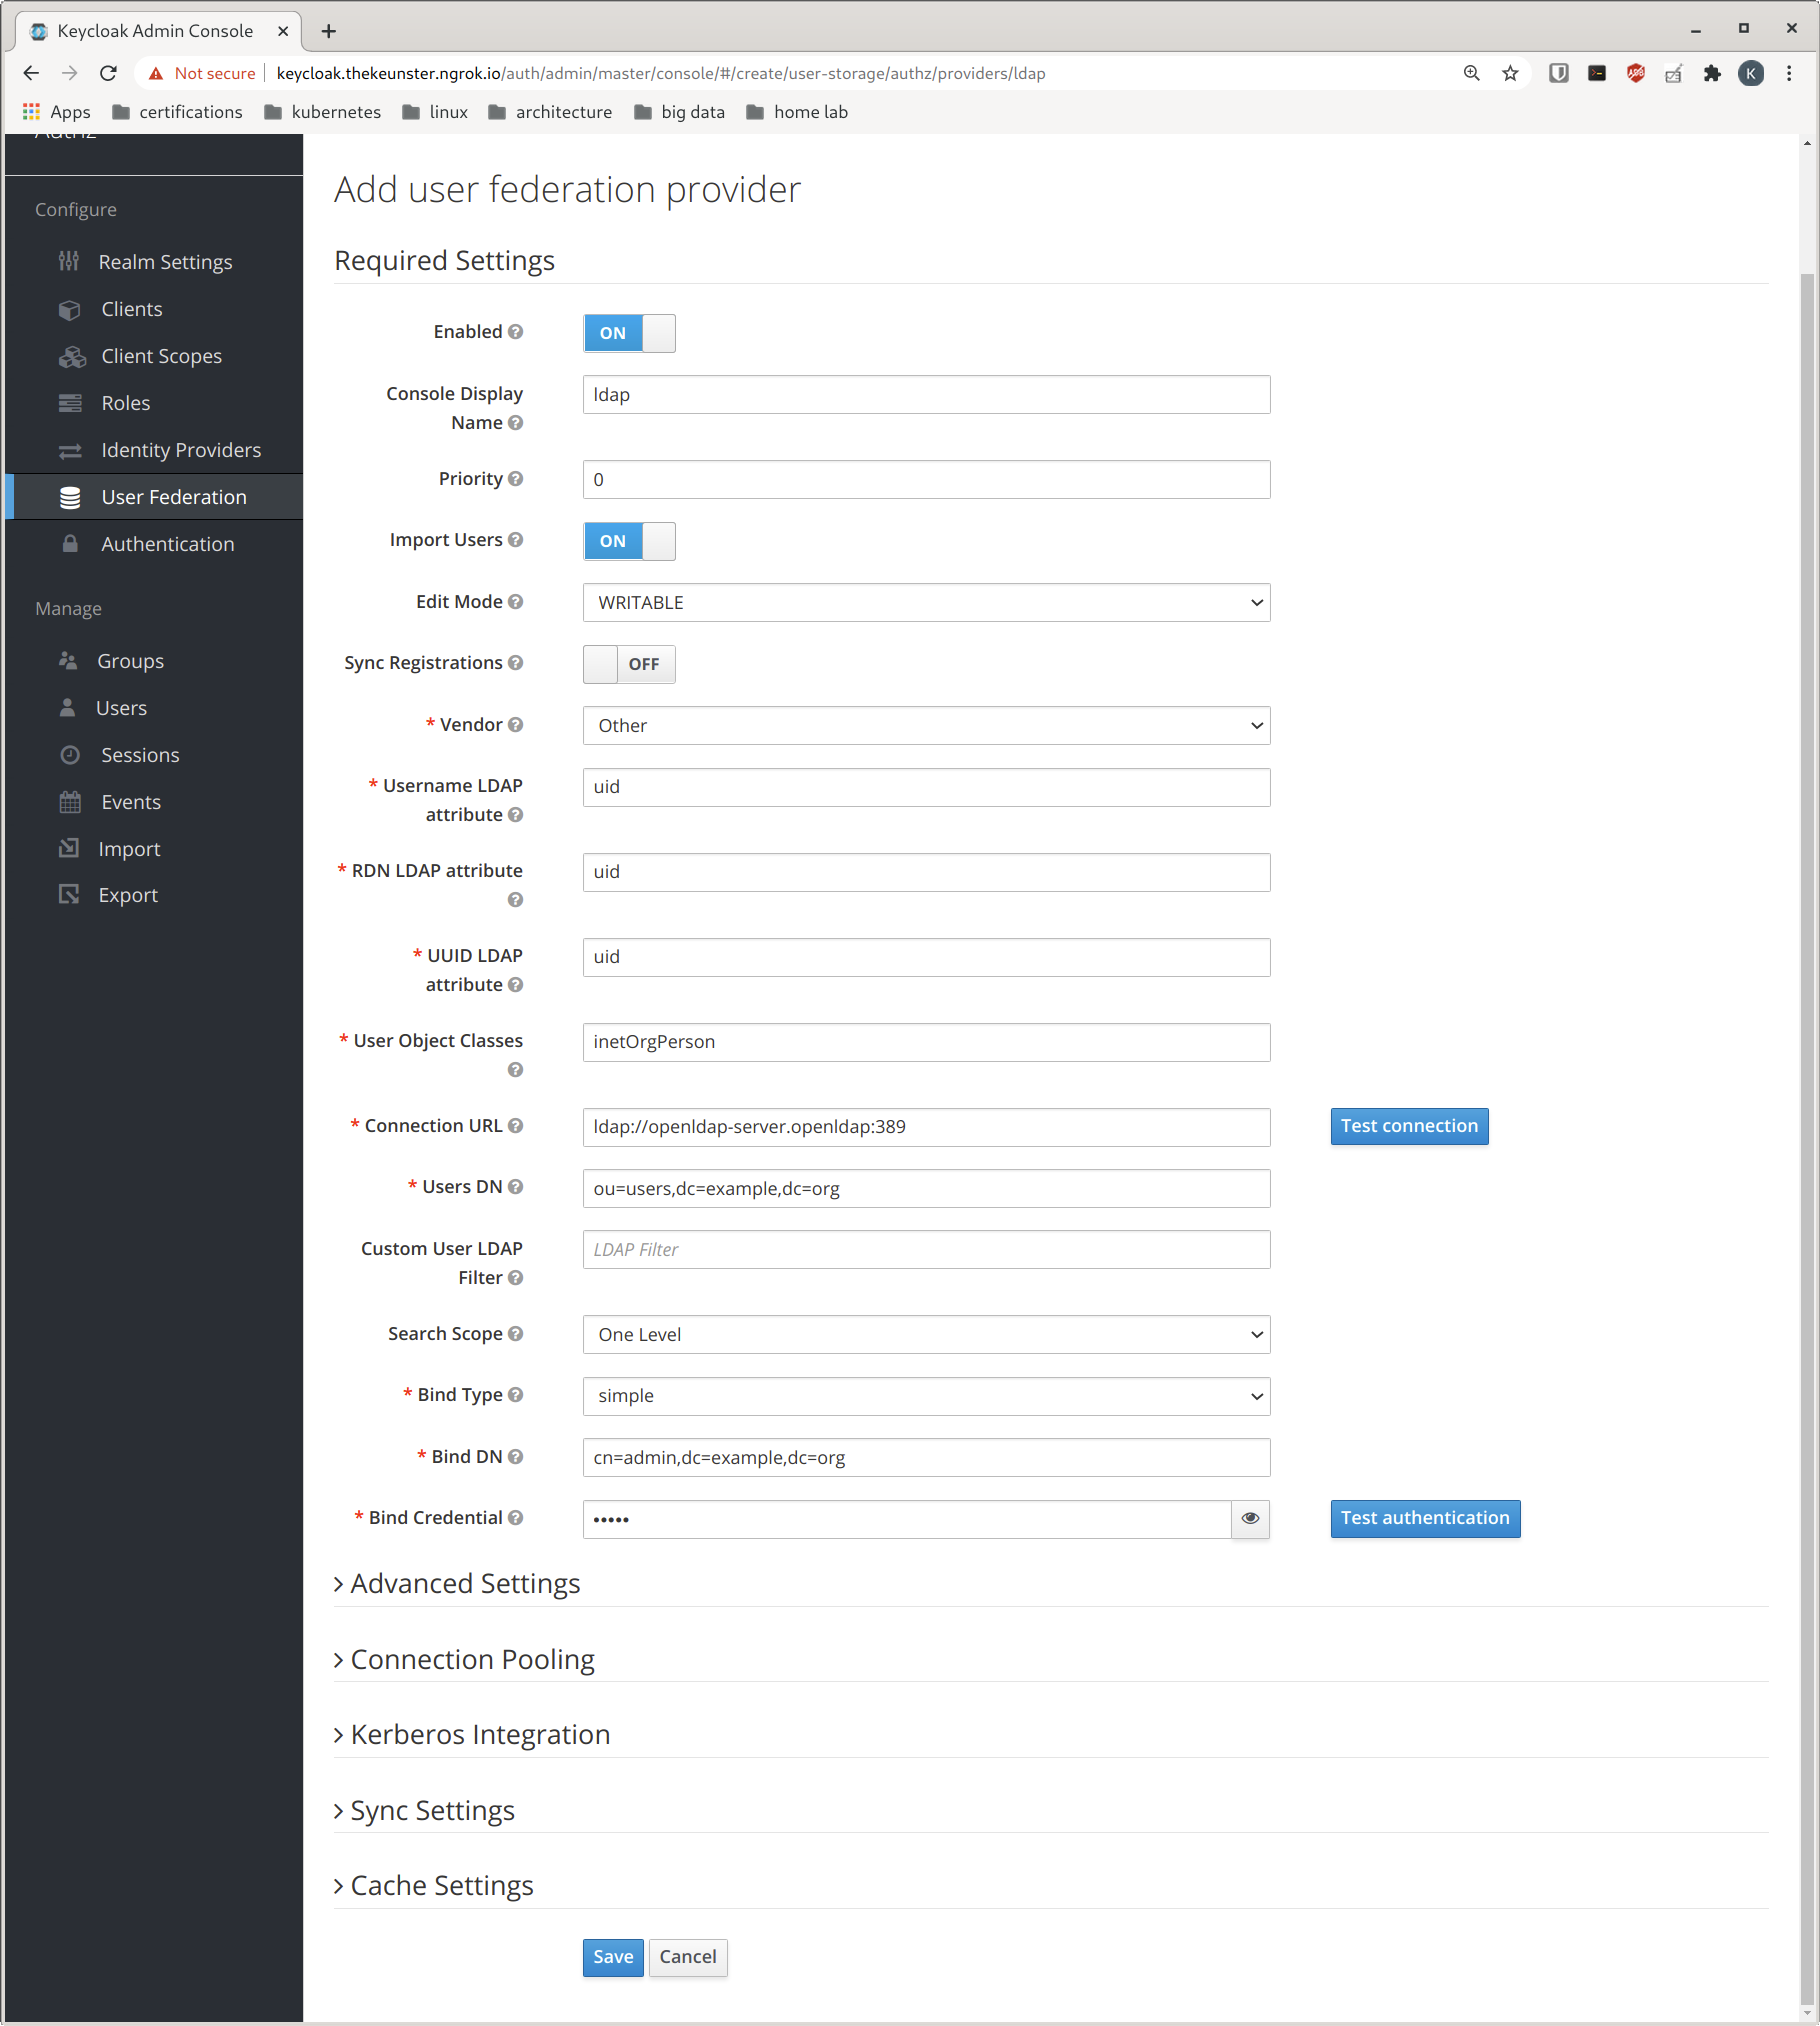 Keycloak Admin Console
Not secure keycloak.thekeunster.ngrok.io/auth/admin/master/console/#/create/user-storage/authz/providers/ldap
K
Apps certifications kubernetes linux architecture big data home lab
Authz
Configure
Realm Settings
Clients
Client Scopes
Roles
Identity Providers
User Federation
Authentication
Manage
Groups
Users
Sessions
Events
Import
Export
Add user federation provider
Required Settings
Enabled ON
Console Display Name ldap
Priority 0
Import Users ON
Edit Mode WRITABLE
Sync Registrations OFF
* Vendor Other
* Username LDAP attribute uid
* RDN LDAP attribute uid
* UUID LDAP attribute uid
* User Object Classes inetOrgPerson
* Connection URL ldap://openldap-server.openldap:389 Test connection
* Users DN ou=users,dc=example,dc=org
Custom User LDAP Filter LDAP Filter
Search Scope One Level
* Bind Type simple
* Bind DN cn=admin,dc=example,dc=org
* Bind Credential ••••• Test authentication
Advanced Settings
Connection Pooling
Kerberos Integration
Sync Settings
Cache Settings
Save Cancel